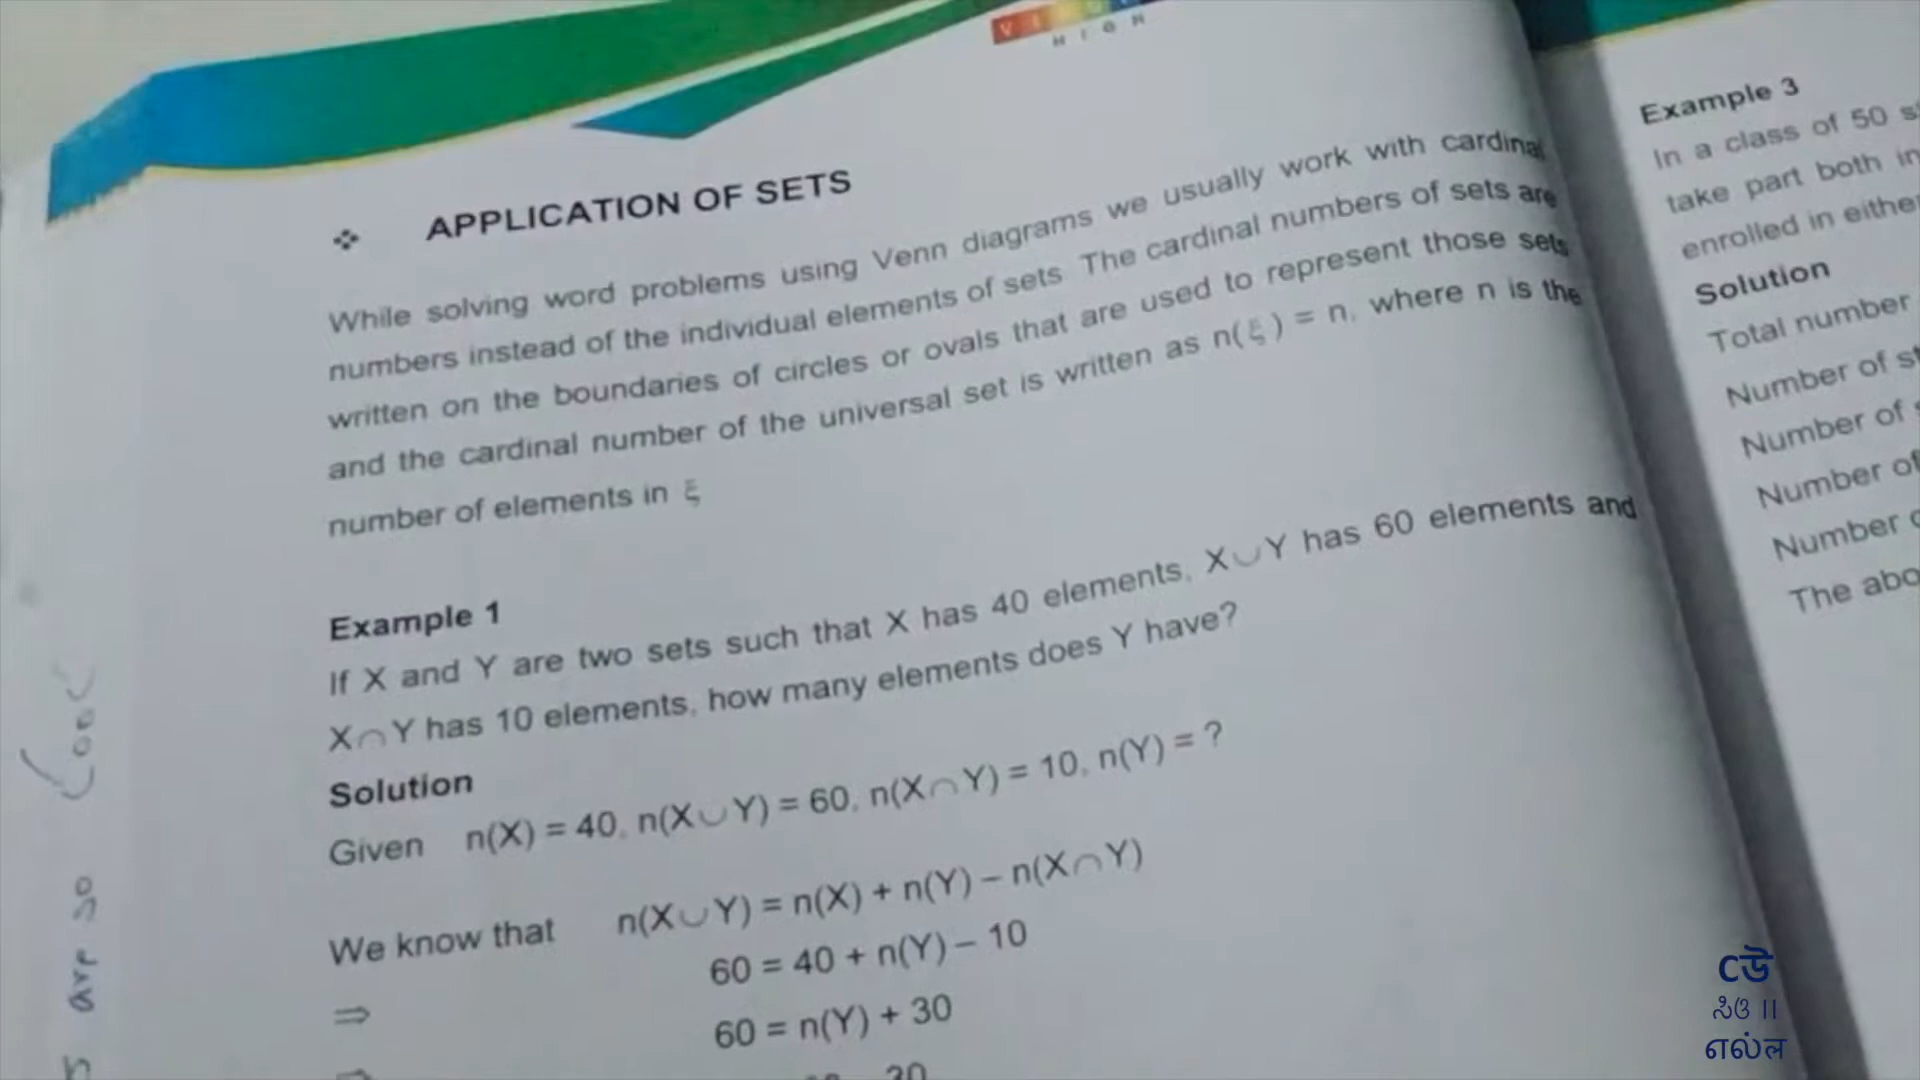 APPLICATION OF SETS
While solving word problems using Venn diagrams we usually work with cardinal
numbers instead of the individual elements of sets The cardinal numbers of sets are
written on the boundaries of circles or ovals that are used to represent those sets
and the cardinal number of the universal set is written as n(ξ) = n, where n is the
number of elements in ξ
Example 1
If X and Y are two sets such that X has 40 elements, X∪Y has 60 elements and
X∩Y has 10 elements, how many elements does Y have?
Solution
Given n(X) = 40, n(X∪Y) = 60, n(X∩Y) = 10, n(Y) = ?
We know that n(X∪Y) = n(X) + n(Y) – n(X∩Y)
⇒ 60 = 40 + n(Y) – 10
60 = n(Y) + 30
Example 3
In a class of 50
take part both in
enrolled in either
Solution
Total number
Number of
Number of
Number of
Number
The
are so